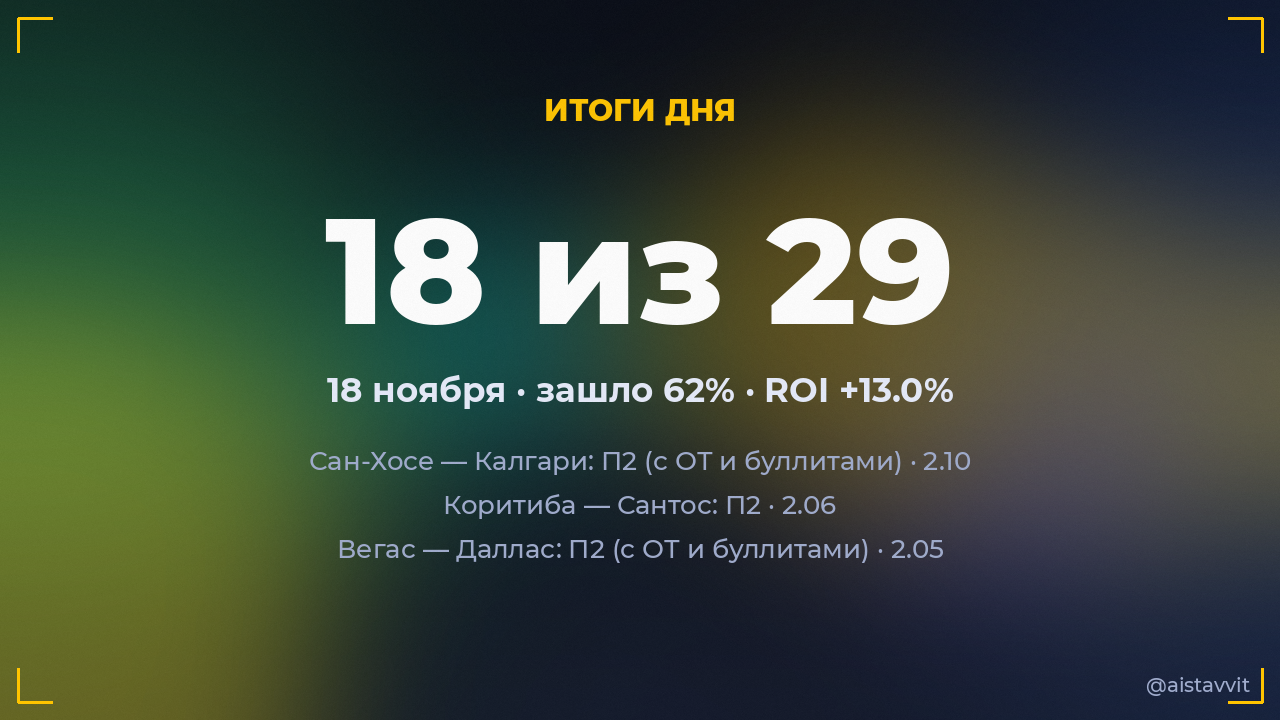 ИТОГИ ДНЯ
18 из 29
18 ноября · зашло 62% · ROI +13.0%
Сан-Хосе — Калгари: П2 (с ОТ и буллитами) · 2.10
Коритиба — Сантос: П2 · 2.06
Вегас — Даллас: П2 (с ОТ и буллитами) · 2.05
@aistavvit